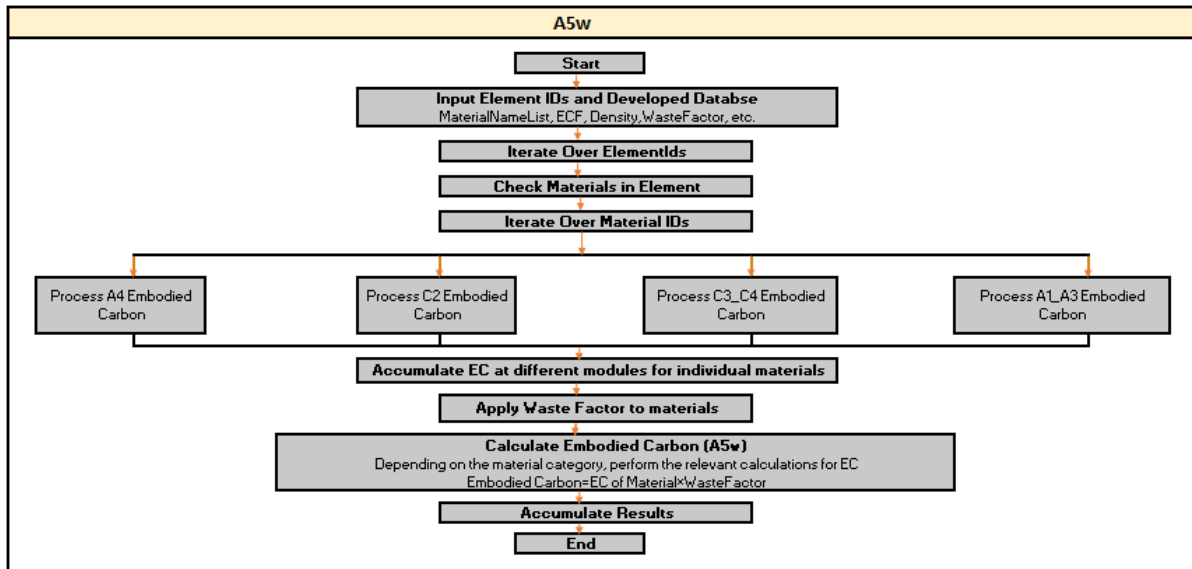 A5w
Start
Input Element IDs and Developed Databse
MaterialNameList, ECF, Density,WasteFactor, etc.
Iterate Over ElementIds
Check Materials in Element
Iterate Over Material IDs
Process A4 Embodied
Carbon
Process C2 Embodied
Carbon
Process C3_C4 Embodied
Carbon
Process A1_A3 Embodied
Carbon
Accumulate EC at different modules for individual materials
Apply Waste Factor to materials
Calculate Embodied Carbon (A5w)
Depending on the material category, perform the relevant calculations for EC
Embodied Carbon=EC of Material×WasteFactor
Accumulate Results
End